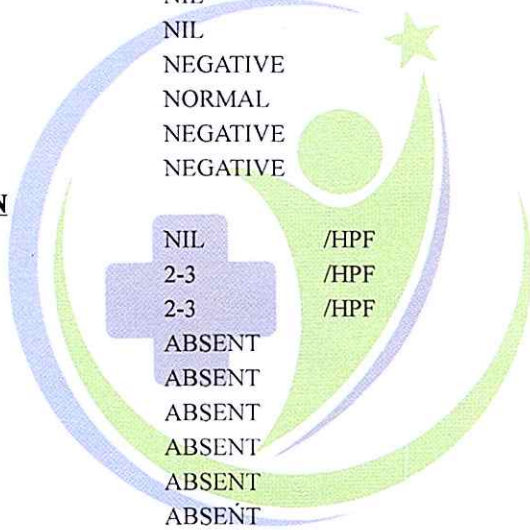 NIL
NIL
NEGATIVE
NORMAL
NEGATIVE
NEGATIVE
N
NIL /HPF
2-3 /HPF
2-3 /HPF
ABSENT
ABSENT
ABSENT
ABSENT
ABSENT
ABSENT